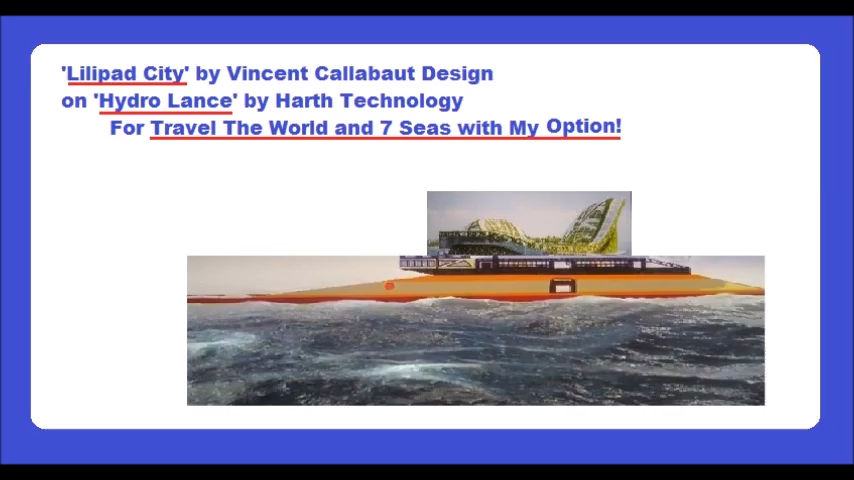 'Lilipad City' by Vincent Callabaut Design
on 'Hydro Lance' by Harth Technology
For Travel The World and 7 Seas with My Option!